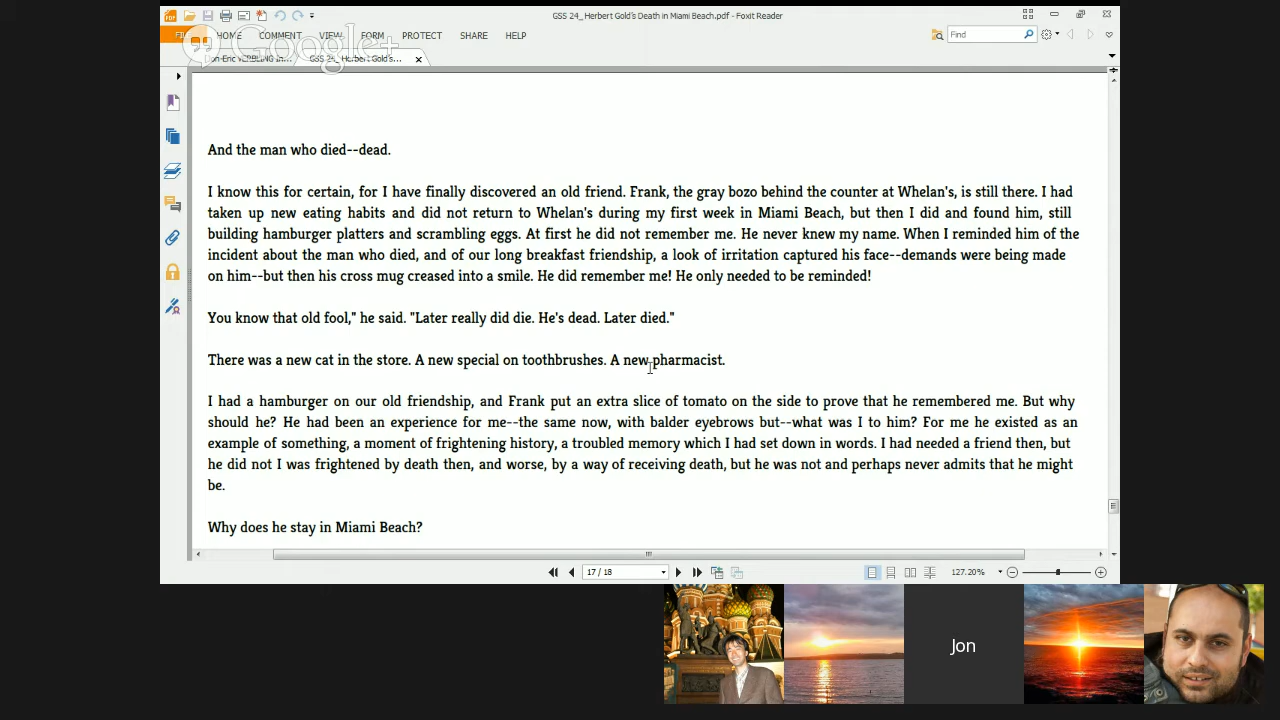 GSS 24_ Herbert Gold's Death in Miami Beach.pdf - Foxit Reader
HOME COMMENT VIEW FORM PROTECT SHARE HELP
Find
Google+
GSS 24_ Herbert Gold's...
And the man who died--dead.
I know this for certain, for I have finally discovered an old friend. Frank, the gray bozo behind the counter at Whelan's, is still there. I had
taken up new eating habits and did not return to Whelan's during my first week in Miami Beach, but then I did and found him, still
building hamburger platters and scrambling eggs. At first he did not remember me. He never knew my name. When I reminded him of the
incident about the man who died, and of our long breakfast friendship, a look of irritation captured his face--demands were being made
on him--but then his cross mug creased into a smile. He did remember me! He only needed to be reminded!
You know that old fool," he said. "Later really did die. He's dead. Later died."
There was a new cat in the store. A new special on toothbrushes. A new pharmacist.
I had a hamburger on our old friendship, and Frank put an extra slice of tomato on the side to prove that he remembered me. But why
should he? He had been an experience for me--the same now, with balder eyebrows but--what was I to him? For me he existed as an
example of something, a moment of frightening history, a troubled memory which I had set down in words. I had needed a friend then, but
he did not I was frightened by death then, and worse, by a way of receiving death, but he was not and perhaps never admits that he might
be.
Why does he stay in Miami Beach?
17 / 18
127.20%
Jon